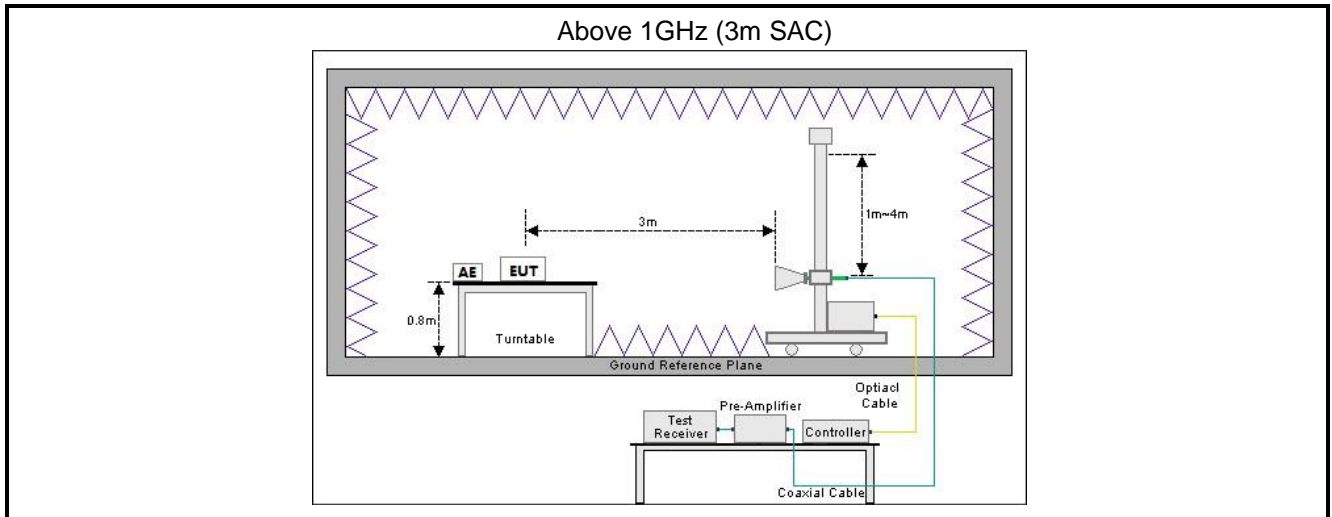 Above 1GHz (3m SAC)
1m~4m
3m
AE
EUT
0.8m
Turntable
Ground Reference Plane
Optiacl
Cable
Pre-Amplifier
Test
Receiver
Controller
Coaxial Cable